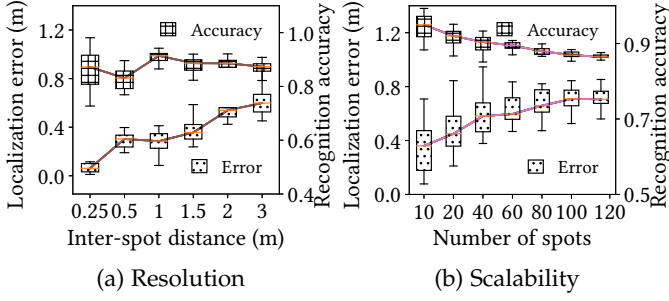 Localization error (m)
1.2
0.8
0.4
0.0
Accuracy
Error
1.0
0.8
0.6
0.4
Recognition accuracy
0.25 0.5 1 1.5 2 3
Inter-spot distance (m)
(a) Resolution
Localization error (m)
1.2
0.8
0.4
0.0
Accuracy
Error
0.9
0.7
0.5
Recognition accuracy
10 20 40 60 80 100 120
Number of spots
(b) Scalability